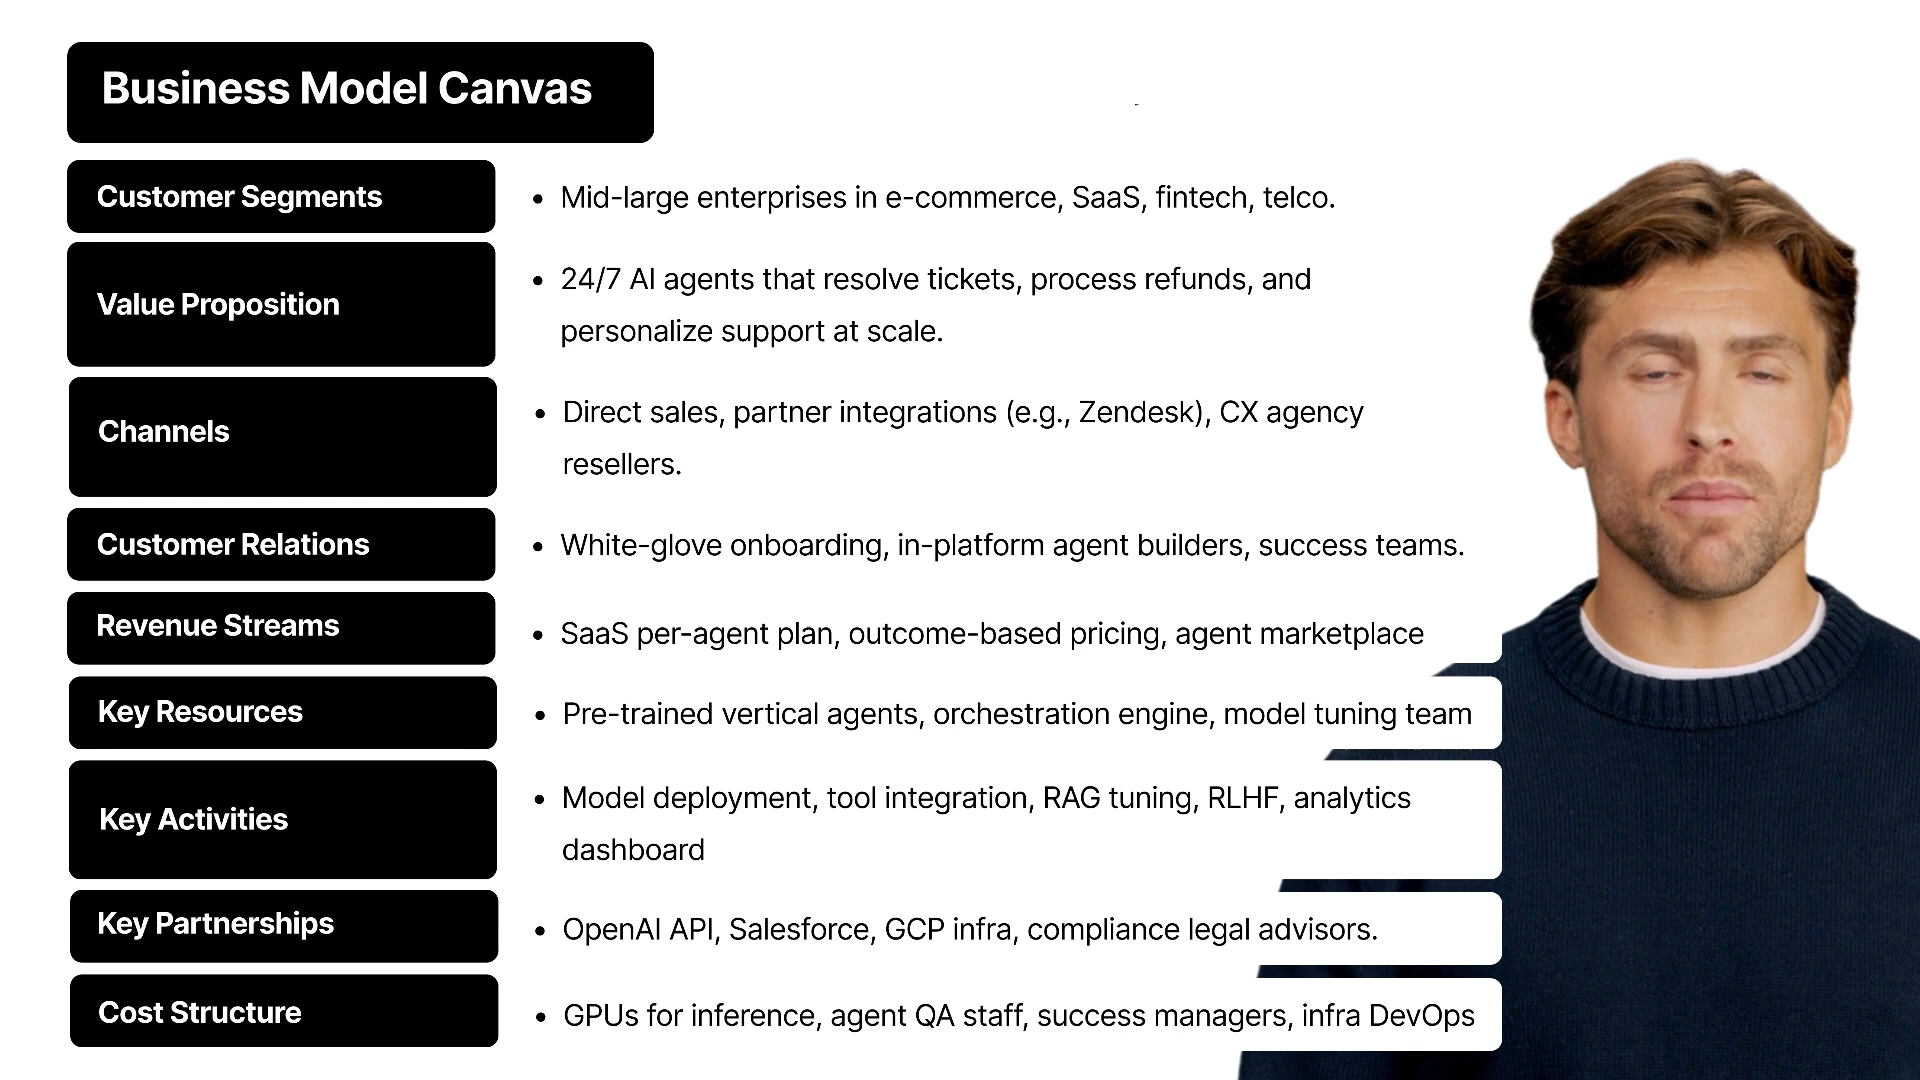 Business Model Canvas
Customer Segments
• Mid-large enterprises in e-commerce, SaaS, fintech, telco.
Value Proposition
• 24/7 AI agents that resolve tickets, process refunds, and
personalize support at scale.
Channels
• Direct sales, partner integrations (e.g., Zendesk), CX agency
resellers.
Customer Relations
• White-glove onboarding, in-platform agent builders, success teams.
Revenue Streams
• SaaS per-agent plan, outcome-based pricing, agent marketplace
Key Resources
• Pre-trained vertical agents, orchestration engine, model tuning team
Key Activities
• Model deployment, tool integration, RAG tuning, RLHF, analytics
dashboard
Key Partnerships
• OpenAI API, Salesforce, GCP infra, compliance legal advisors.
Cost Structure
• GPUs for inference, agent QA staff, success managers, infra DevOps